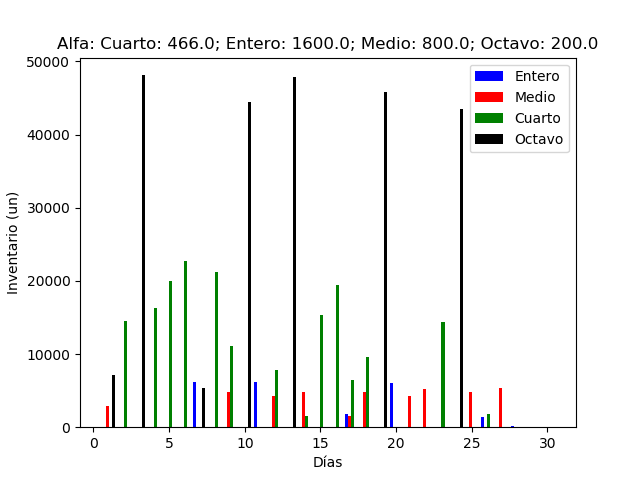 Alfa: Cuarto: 466.0; Entero: 1600.0; Medio: 800.0; Octavo: 200.0
50000
40000
30000
20000
10000
0
Inventario (un)
Entero
Medio
Cuarto
Octavo
0 5 10 15 20 25 30
Días